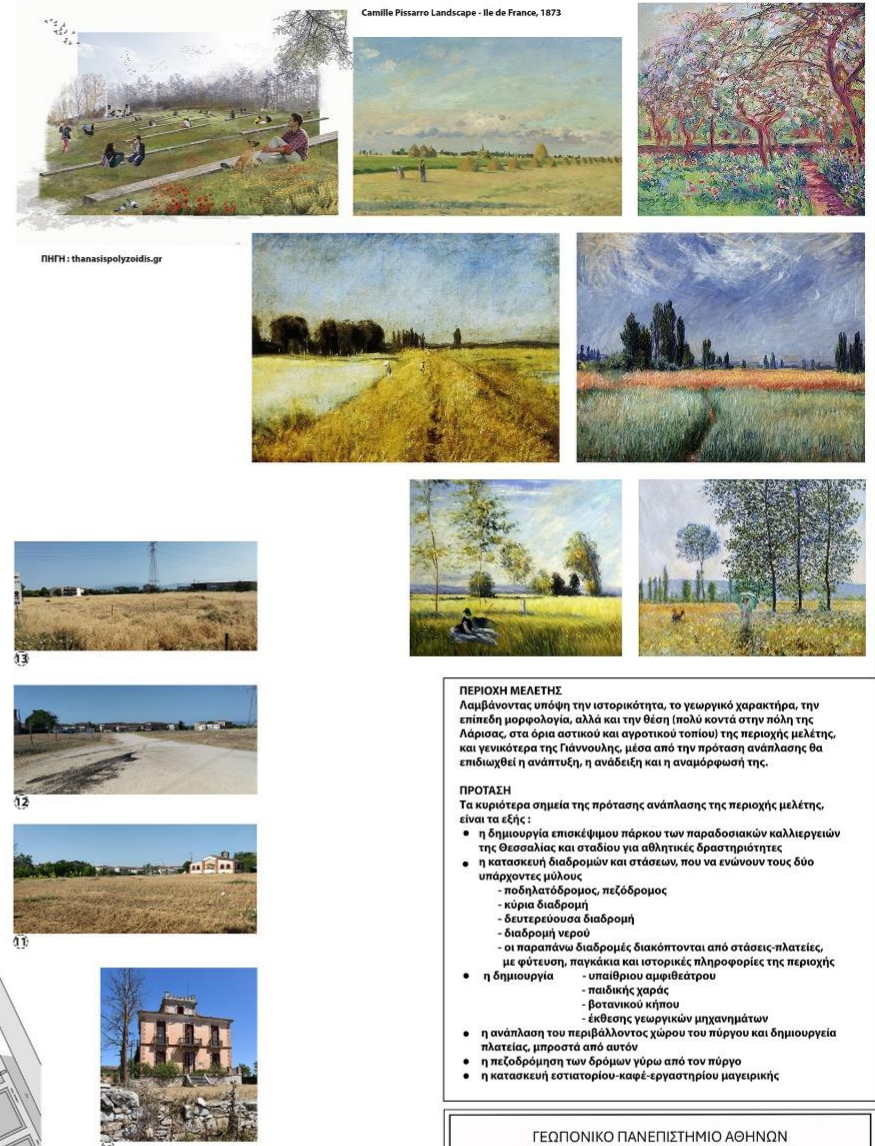 Camille Pissarro Landscape - Ile de France, 1873
ΠΗΓΗ : thanasispolyzoidis.gr
13
12
11
ΠΕΡΙΟΧΗ ΜΕΛΕΤΗΣ
Λαμβάνοντας υπόψη την ιστορικότητα, το γεωργικό χαρακτήρα, την
επίπεδη μορφολογία, αλλά και την θέση (πολύ κοντά στην πόλη της
Λάρισας, στα όρια αστικού και αγροτικού τοπίου) της περιοχής μελέτης,
και γενικότερα της Γιάννουλης, μέσα από την πρόταση ανάπλασης θα
επιδιωχθεί η ανάπτυξη, η ανάδειξη και η αναμόρφωσή της.
ΠΡΟΤΑΣΗ
Τα κυριότερα σημεία της πρότασης ανάπλασης της περιοχής μελέτης,
είναι τα εξής :
• η δημιουργία επισκέψιμου πάρκου των παραδοσιακών καλλιεργειών
της Θεσσαλίας και σταδίου για αθλητικές δραστηριότητες
• η κατασκευή διαδρομών και στάσεων, που να ενώνουν τους δύο
υπάρχοντες μύλους
- ποδηλατόδρομος, πεζόδρομος
- κύρια διαδρομή
- δευτερεύουσα διαδρομή
- διαδρομή νερού
- οι παραπάνω διαδρομές διακόπτονται από στάσεις-πλατείες,
με φύτευση, παγκάκια και ιστορικές πληροφορίες της περιοχής
• η δημιουργία - υπαίθριου αμφιθεάτρου
- παιδικής χαράς
- βοτανικού κήπου
- έκθεσης γεωργικών μηχανημάτων
• η ανάπλαση του περιβάλλοντος χώρου του πύργου και δημιουργεία
πλατείας, μπροστά από αυτόν
• η πεζοδρόμηση των δρόμων γύρω από τον πύργο
• η κατασκευή εστιατορίου-καφέ-εργαστηρίου μαγειρικής
ΓΕΩΠΟΝΙΚΟ ΠΑΝΕΠΙΣΤΗΜΙΟ ΑΘΗΝΩΝ